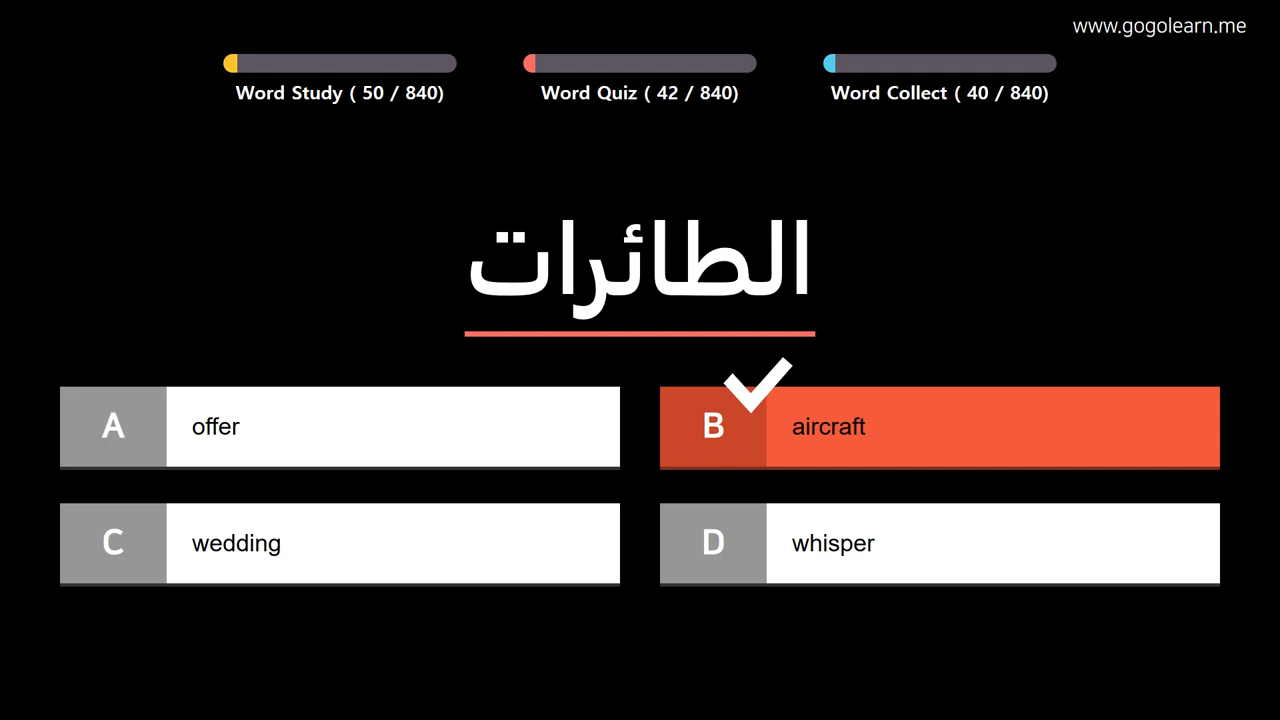 www.gogolearn.me
Word Study ( 50 / 840)
Word Quiz ( 42 / 840)
Word Collect ( 40 / 840)
الطائرات
A offer
B aircraft
C wedding
D whisper